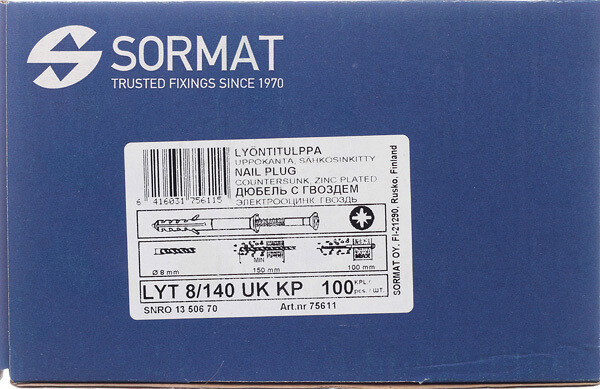 SORMAT
TRUSTED FIXINGS SINCE 1970
LYÖNTITULPPA
UPPOKANTA, SÄHKÖSINKITTY
NAIL PLUG
COUNTERSUNK, ZINC PLATED
ДЮБЕЛЬ С ГВОЗДЕМ
ЭЛЕКТРООЦИНК. ГВОЗДЬ
6 416031 756115
MIN
Ø 8 mm
150 mm
MAX
100 mm
LYT 8/140 UK KP 100 KPL./
pcs./ШТ.
SNRO 13 506 70
Art.nr 75611
SORMAT OY, FI-21290, Rusko, Finland